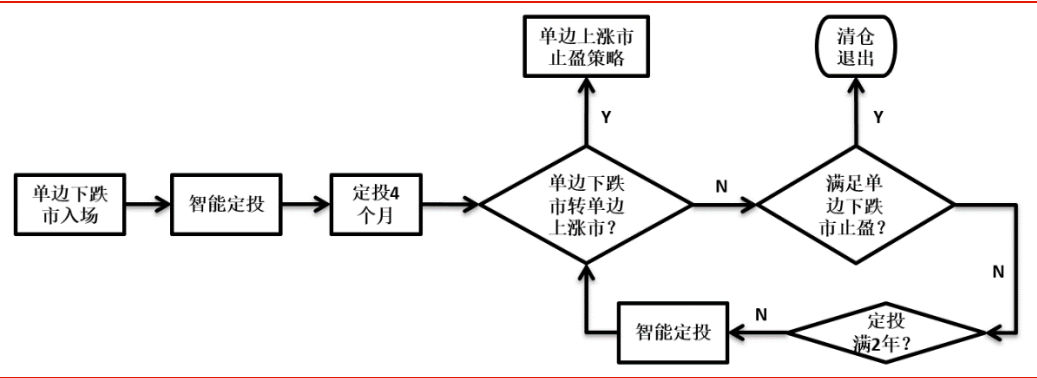 单边上涨市
止盈策略
清仓
退出
Y
Y
单边下跌
市入场
智能定投
定投4
个月
单边下跌
市转单边
上涨市？
N
满足单
边下跌
市止盈？
N
智能定投
N
定投
满2年？